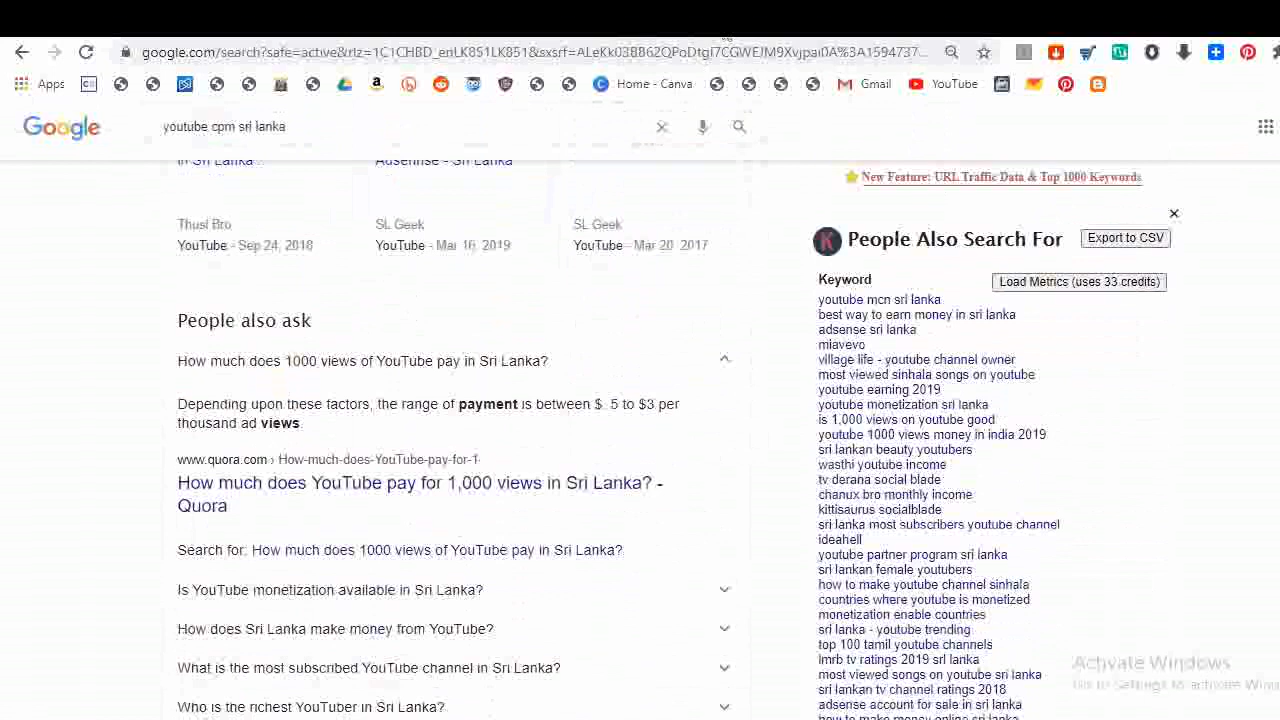 google.com/search?safe=active&rlz=1C1CHBD_enLK851LK851&sxsrf=
Apps
Home - Canva
Gmail
YouTube
Google
youtube cpm sri lanka
in Sri Lanka
Adsennse - Sri Lanka
Thusl Bro
YouTube - Sep 24, 2018
SL Geek
YouTube - Mar 16, 2019
SL Geek
YouTube - Mar 20, 2017
People also ask
How much does 1000 views of YouTube pay in Sri Lanka?
Depending upon these factors, the range of payment is between $. 5 to $3 per
thousand ad views.
www.quora.com › How-much-does-YouTube-pay-for-1
How much does YouTube pay for 1,000 views in Sri Lanka? -
Quora
Search for: How much does 1000 views of YouTube pay in Sri Lanka?
Is YouTube monetization available in Sri Lanka?
How does Sri Lanka make money from YouTube?
What is the most subscribed YouTube channel in Sri Lanka?
Who is the richest YouTuber in Sri Lanka?
New Feature: URL Traffic Data & Top 1000 Keywords
K
People Also Search For
Export to CSV
Keyword
Load Metrics (uses 33 credits)
youtube mcn sri lanka
best way to earn money in sri lanka
adsense sri lanka
miavevo
village life - youtube channel owner
most viewed sinhala songs on youtube
youtube earning 2019
youtube monetization sri lanka
is 1,000 views on youtube good
youtube 1000 views money in india 2019
sri lankan beauty youtubers
wasthi youtube income
tv derana social blade
chanux bro monthly income
kittisaurus socialblade
sri lanka most subscribers youtube channel
ideahell
youtube partner program sri lanka
sri lankan female youtubers
how to make youtube channel sinhala
countries where youtube is monetized
monetization enable countries
sri lanka - youtube trending
top 100 tamil youtube channels
lmrb tv ratings 2019 sri lanka
most viewed songs on youtube sri lanka
sri lankan tv channel ratings 2018
adsense account for sale in sri lanka
how to make money online sri lanka
Activate Windows
Go to Settings to activate